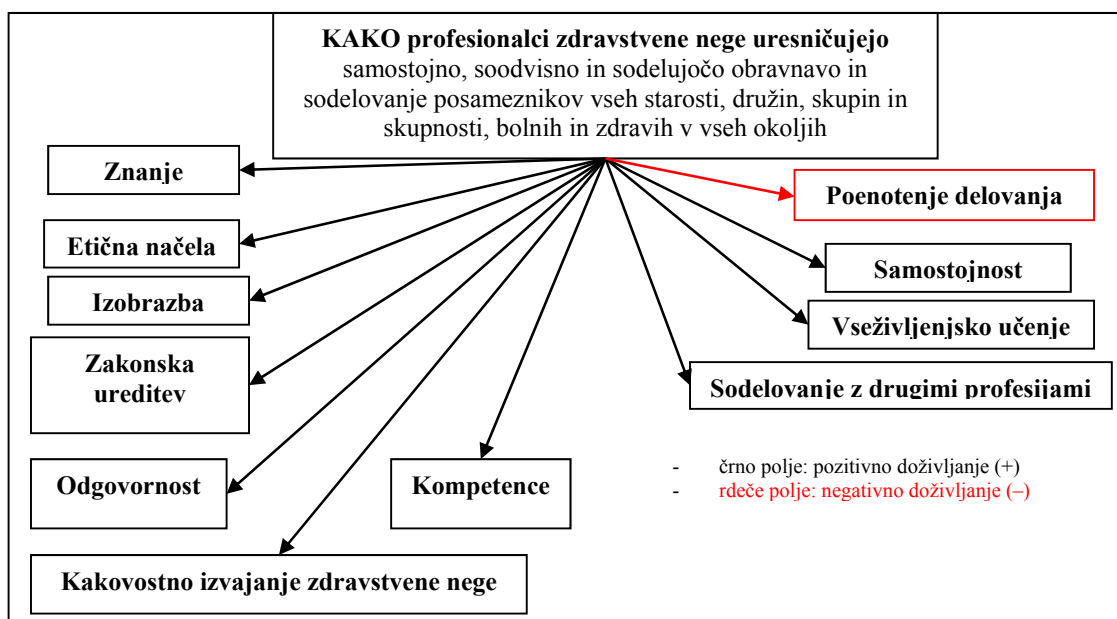 KAKO profesionalci zdravstvene nege uresničujejo
samostojno, soodvisno in sodelujočo obravnavo in
sodelovanje posameznikov vseh starosti, družin, skupin in
skupnosti, bolnih in zdravih v vseh okoljih
Znanje
Poenotenje delovanja
Etična načela
Samostojnost
Izobrazba
Vseživljenjsko učenje
Zakonska
ureditev
Sodelovanje z drugimi profesijami
Odgovornost
Kompetence
- črno polje: pozitivno doživljanje (+)
- rdeče polje: negativno doživljanje (–)
Kakovostno izvajanje zdravstvene nege